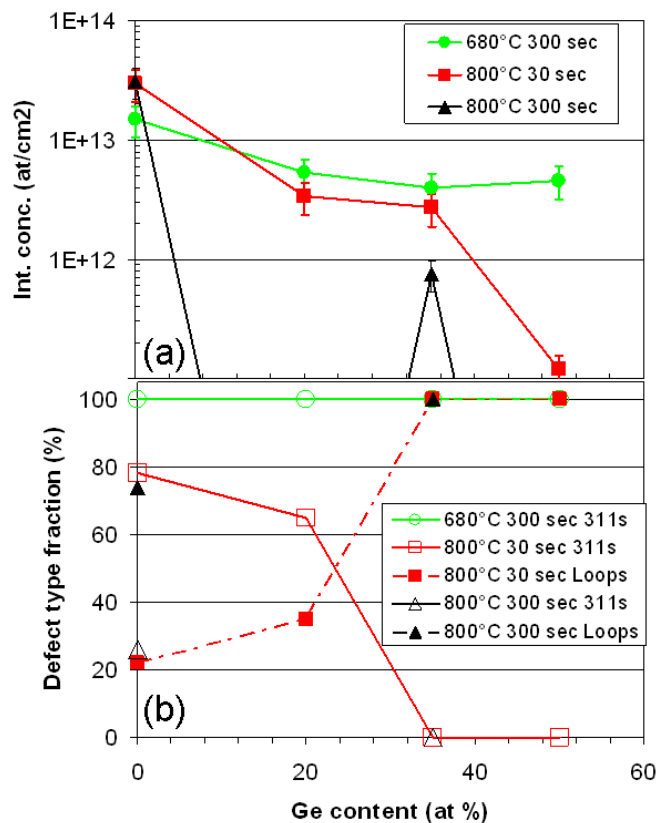 1E+14
1E+13
1E+12
Int. conc. (at/cm2)
680°C 300 sec
800°C 30 sec
800°C 300 sec
(a)
100
80
60
40
20
0
Defect type fraction (%)
680°C 300 sec 311s
800°C 30 sec 311s
800°C 30 sec Loops
800°C 300 sec 311s
800°C 300 sec Loops
(b)
0 20 40 60
Ge content (at %)